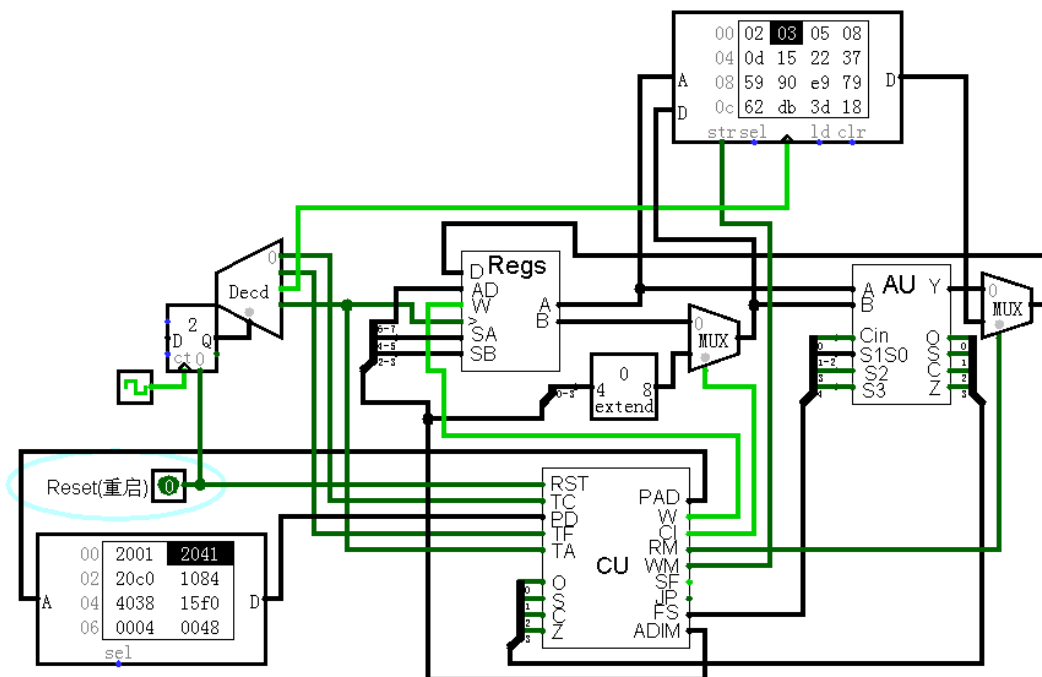 00 02 03 05 08
04 0d 15 22 37
08 59 90 e9 79
0c 62 db 3d 18
A
D
D
str sel ld clr
Regs
D
AD
W
>
SA
SB
A
B
6-7
4-5
2-3
0
MUX
0
4 8
extend
0-3
AU
A
B
Cin
S1S0
S2
S3
Y
O
S
C
Z
0
1-2
3
4
0
1
2
3
0
MUX
0
Decd
2
D Q
ct 0
Reset(重启) 0
CU
RST
TC
PD
TF
TA
O
S
C
Z
PAD
W
CI
RM
WM
SF
JP
FS
ADIM
0
1
2
3
00 2001 2041
02 20c0 1084
04 4038 15f0
06 0004 0048
A
D
sel